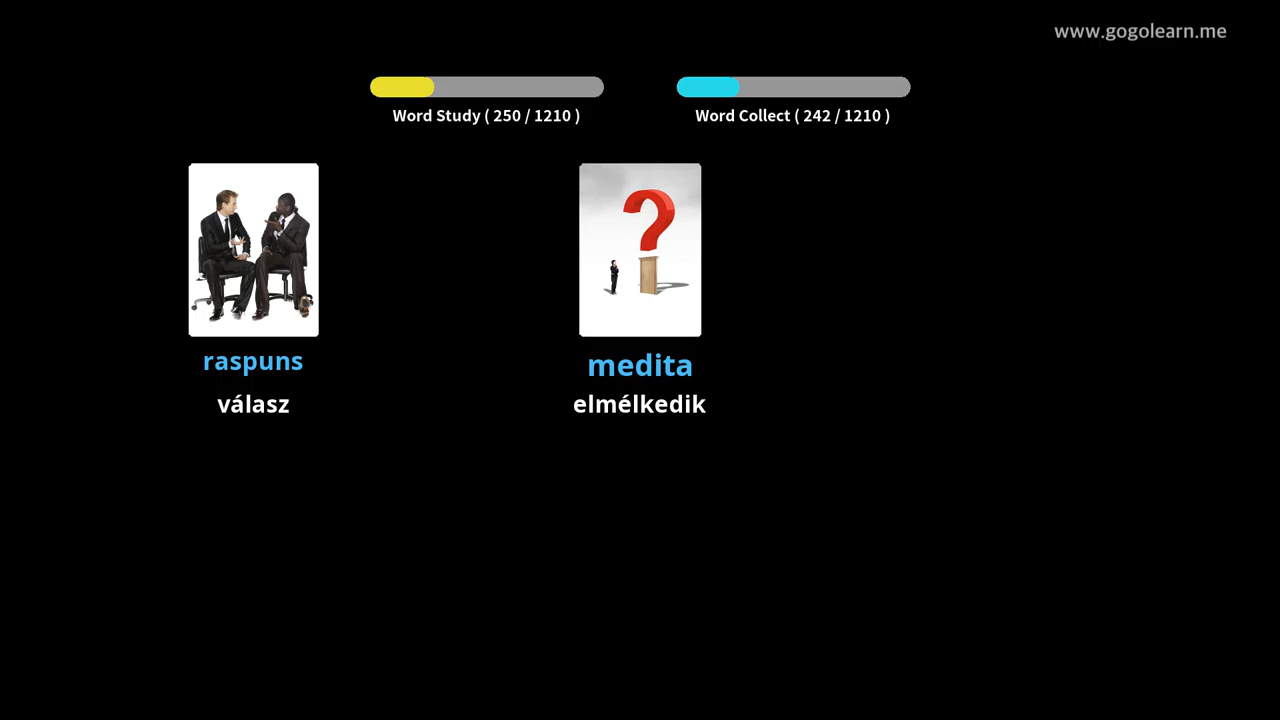 www.gogolearn.me
Word Study ( 250 / 1210 )
Word Collect ( 242 / 1210 )
raspuns
válasz
medita
elmélkedik